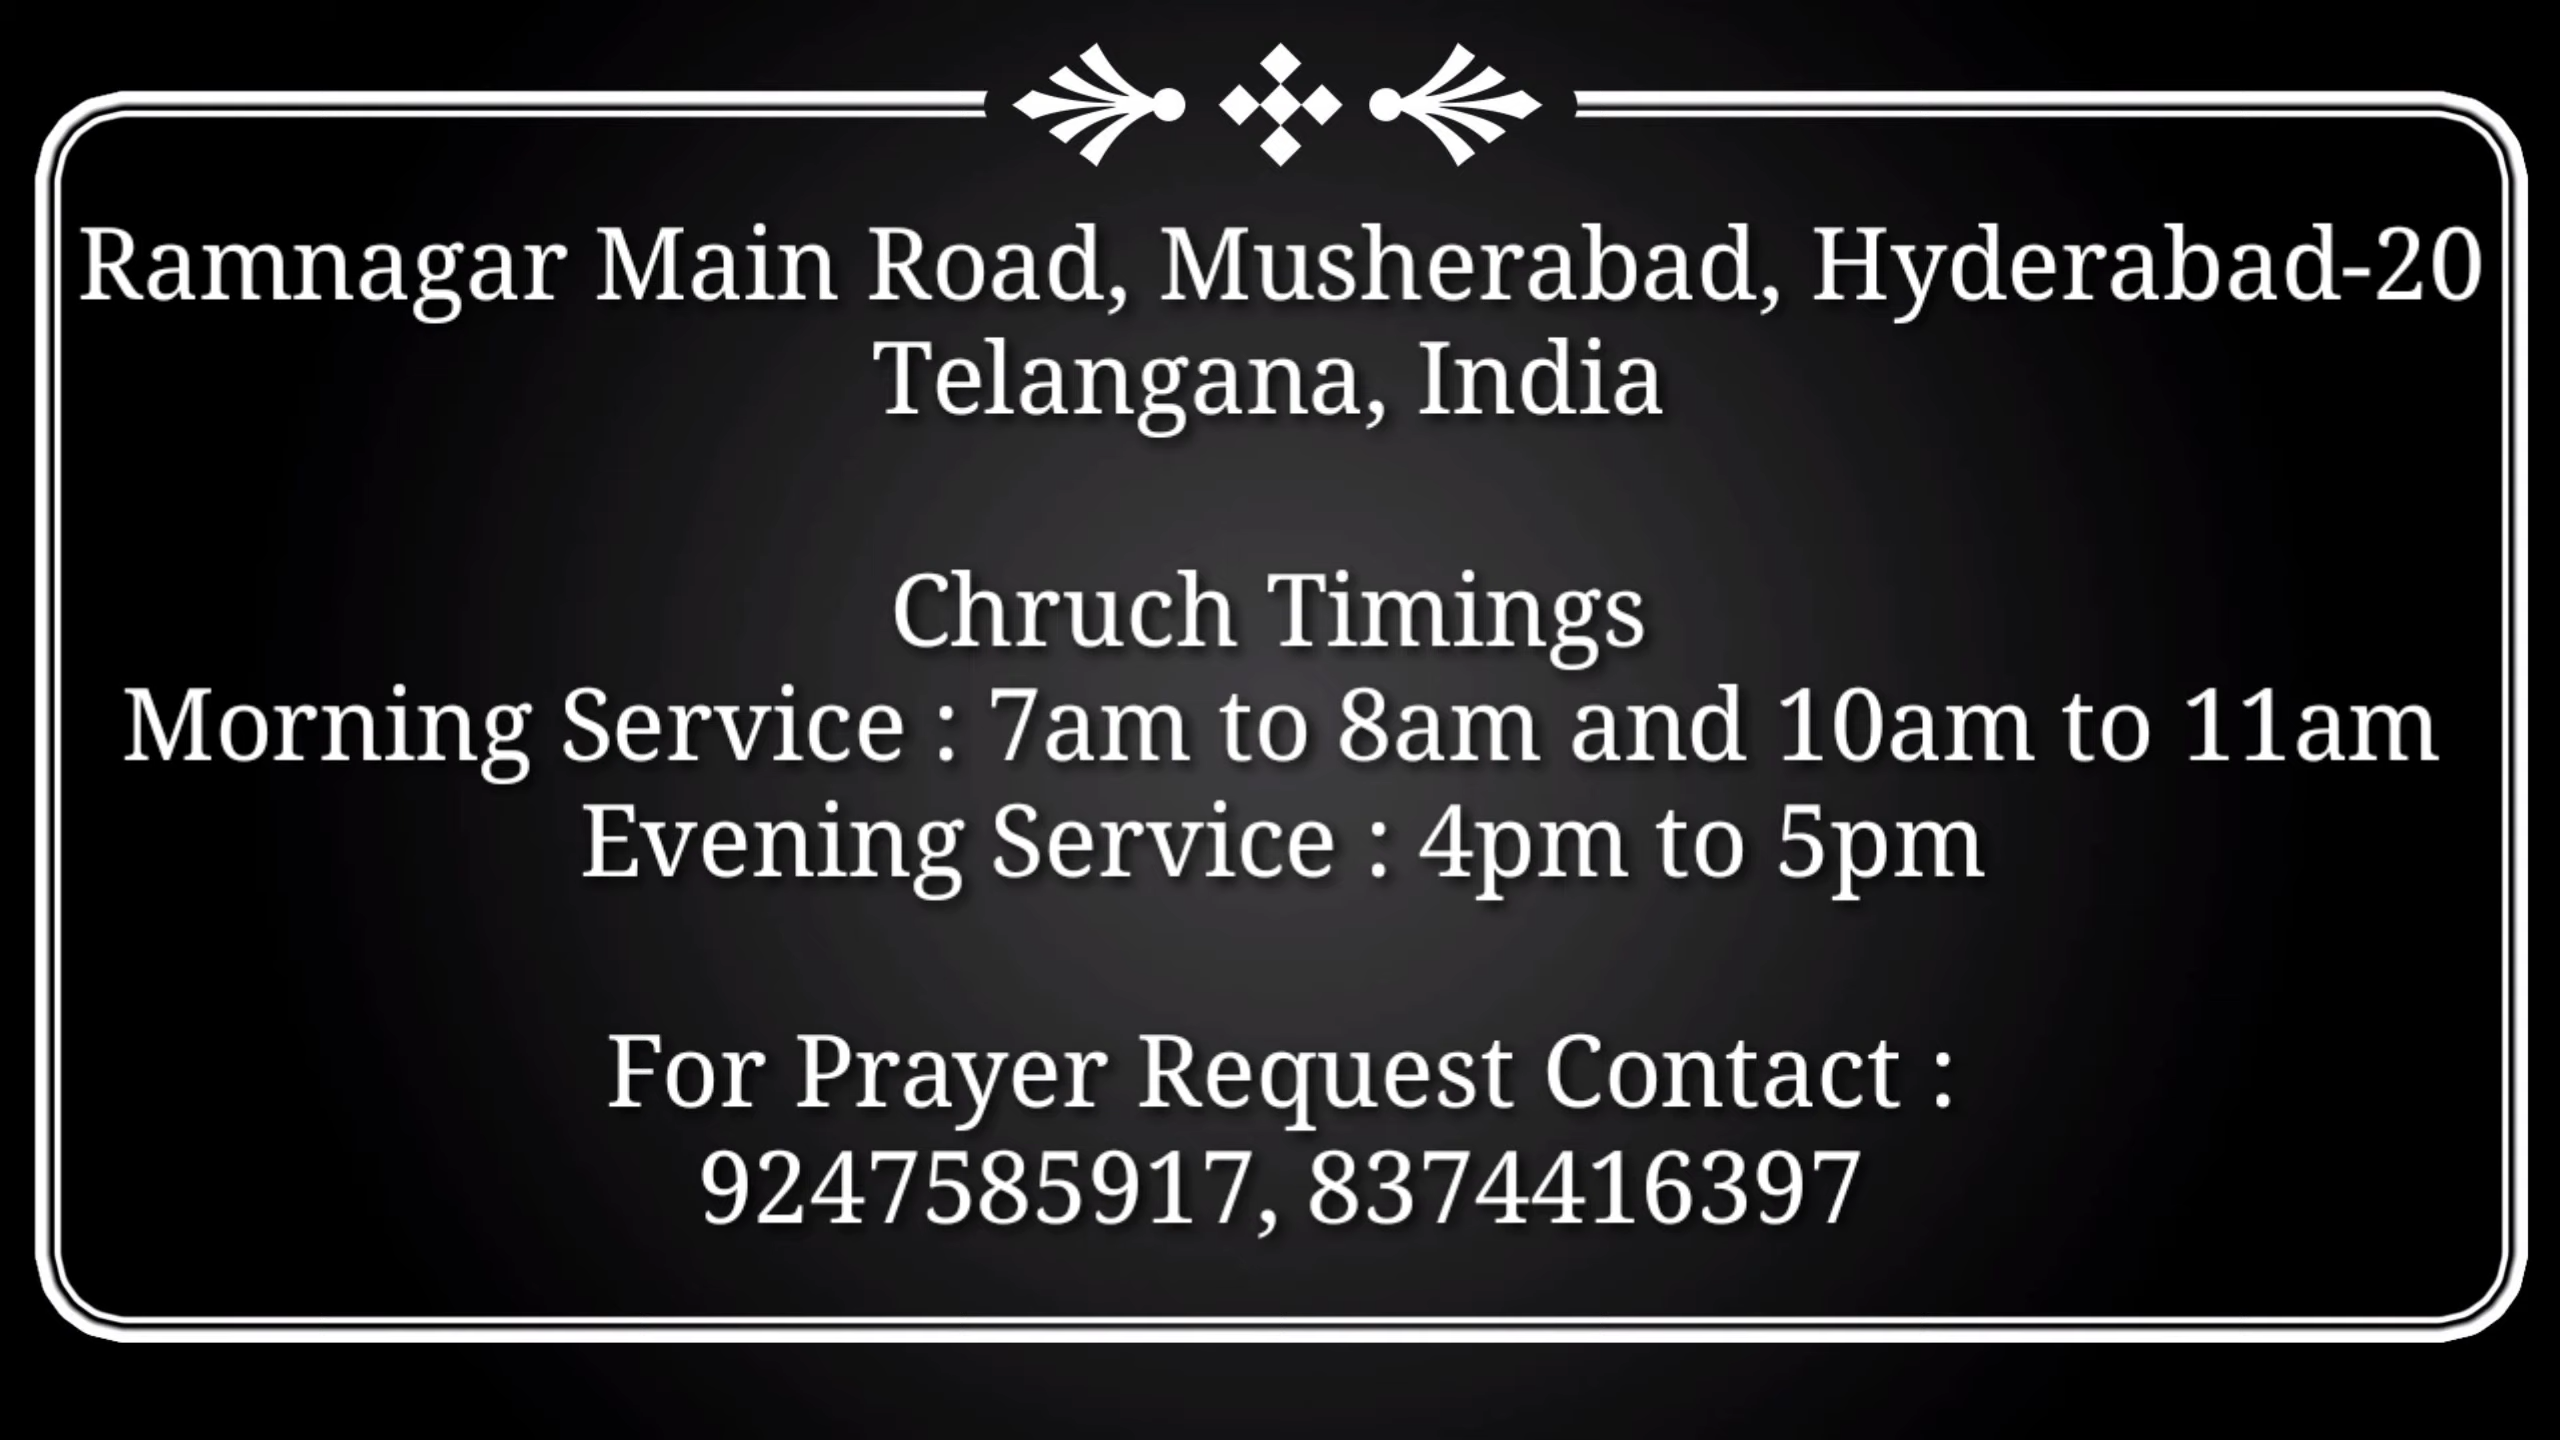 Ramnagar Main Road, Musherabad, Hyderabad-20
Telangana, India
Chruch Timings
Morning Service : 7am to 8am and 10am to 11am
Evening Service : 4pm to 5pm
For Prayer Request Contact :
9247585917, 8374416397